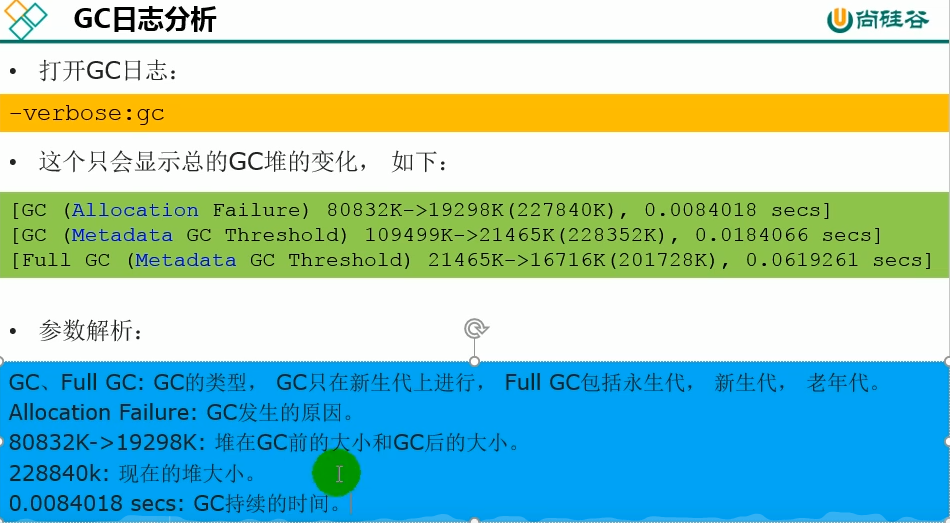 GC日志分析
尚硅谷
• 打开GC日志：
-verbose:gc
• 这个只会显示总的GC堆的变化， 如下：
[GC (Allocation Failure) 80832K->19298K(227840K), 0.0084018 secs]
[GC (Metadata GC Threshold) 109499K->21465K(228352K), 0.0184066 secs]
[Full GC (Metadata GC Threshold) 21465K->16716K(201728K), 0.0619261 secs]
• 参数解析：
GC、Full GC: GC的类型， GC只在新生代上进行， Full GC包括永生代， 新生代， 老年代。
Allocation Failure: GC发生的原因。
80832K->19298K: 堆在GC前的大小和GC后的大小。
228840k: 现在的堆大小。
0.0084018 secs: GC持续的时间。